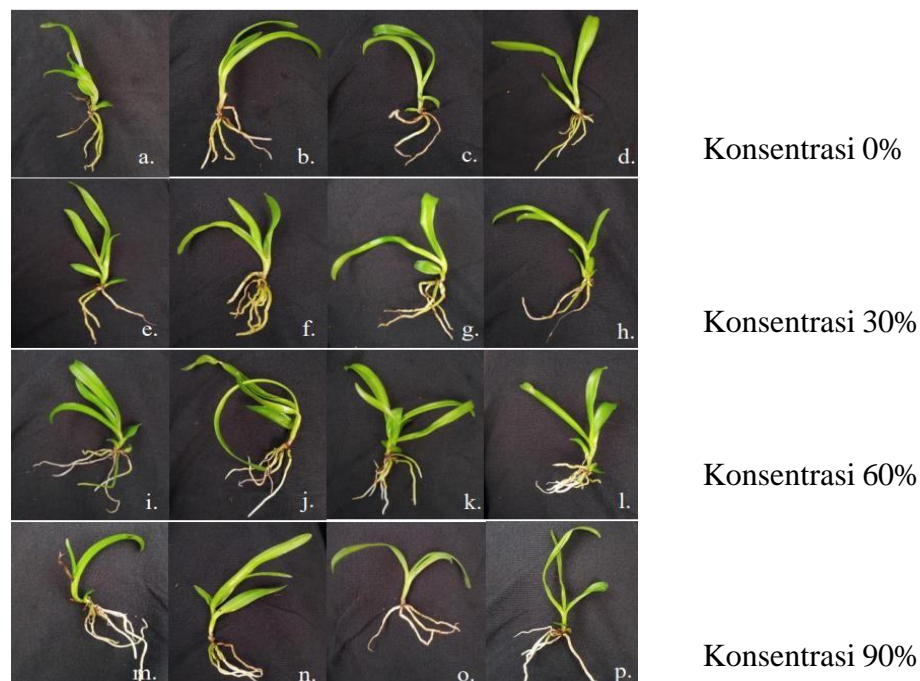 a. b. c. d. Konsentrasi 0%
e. f. g. h. Konsentrasi 30%
i. j. k. l. Konsentrasi 60%
m. n. o. p. Konsentrasi 90%